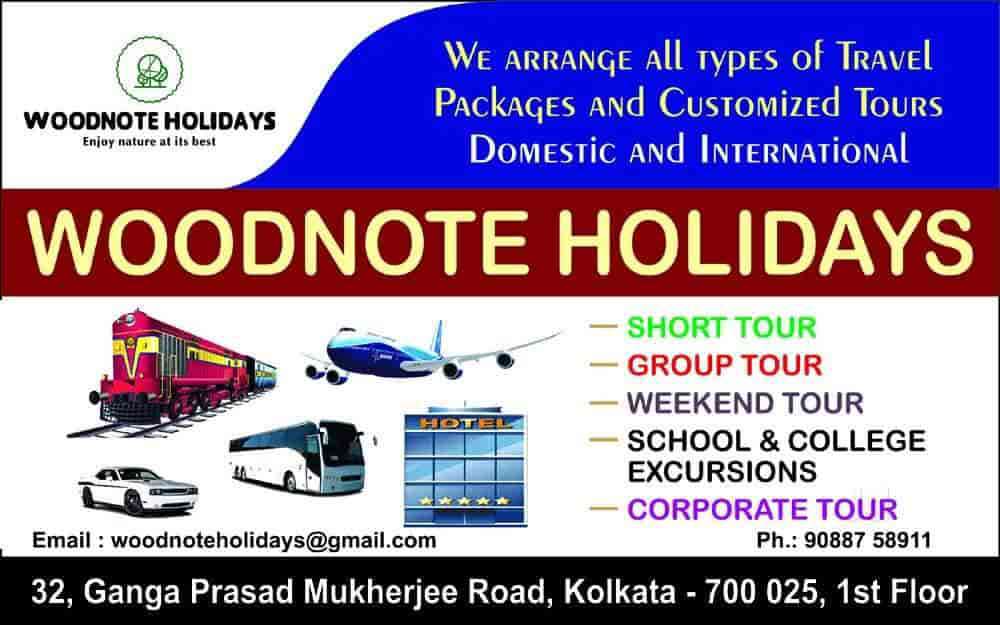 WOODNOTE HOLIDAYS
Enjoy nature at its best
We arrange all types of Travel
Packages and Customized Tours
Domestic and International
WOODNOTE HOLIDAYS
— SHORT TOUR
— GROUP TOUR
— WEEKEND TOUR
— SCHOOL & COLLEGE
EXCURSIONS
— CORPORATE TOUR
HOTEL
Email : woodnoteholidays@gmail.com
Ph.: 90887 58911
32, Ganga Prasad Mukherjee Road, Kolkata - 700 025, 1st Floor